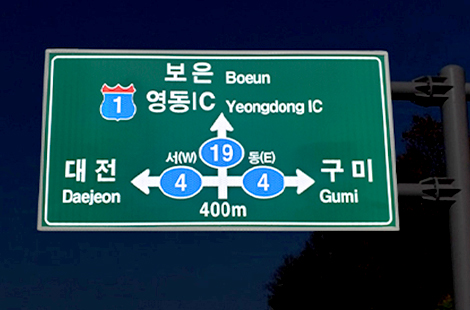 보은 Boeun
1 영동IC Yeongdong IC
서(W) 19 동(E)
대전 4 4 구미
Daejeon Gumi
400m